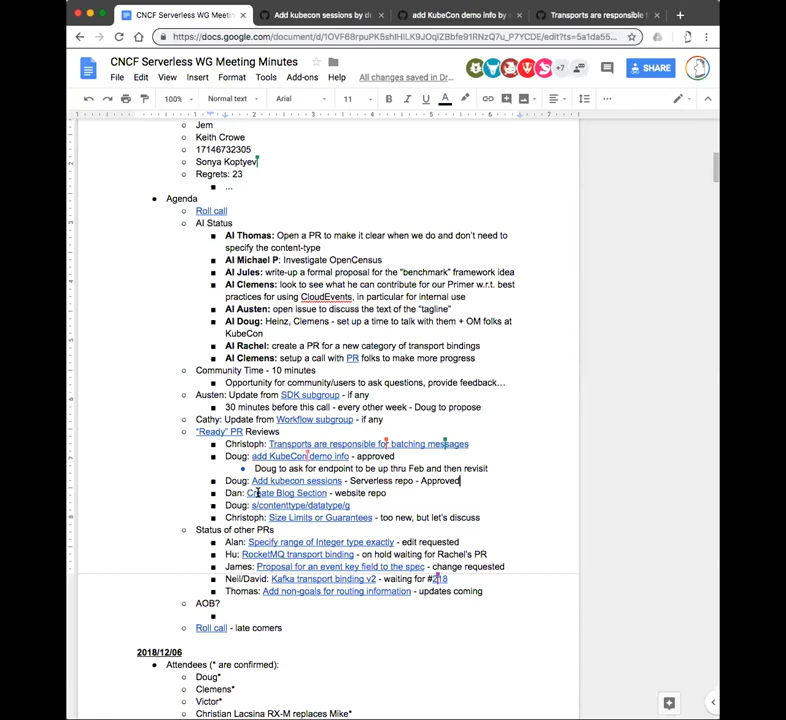 CNCF Serverless WG Meeti
Add kubecon sessions by d
add KubeCon demo info by
Transports are responsible
https://docs.google.com/document/d/
CNCF Serverless WG Meeting Minutes
+7
SHARE
File Edit View Insert Format Tools Add-ons Help All changes saved in Dr...
100% Normal text Arial 11 B I U A
Jem
Keith Crowe
17146732305
Sonya Koptyev
Regrets: 23
...
Agenda
Roll call
AI Status
AI Thomas: Open a PR to make it clear when we do and don't need to
specify the content-type
AI Michael P: Investigate OpenCensus
AI Jules: write-up a formal proposal for the "benchmark" framework idea
AI Clemens: look to see what he can contribute for our Primer w.r.t. best
practices for using CloudEvents, in particular for internal use
AI Austen: open issue to discuss the text of the "tagline"
AI Doug: Heinz, Clemens - set up a time to talk with them + OM folks at
KubeCon
AI Rachel: create a PR for a new category of transport bindings
AI Clemens: setup a call with PR folks to make more progress
Community Time - 10 minutes
Opportunity for community/users to ask questions, provide feedback...
Austen: Update from SDK subgroup - if any
30 minutes before this call - every other week - Doug to propose
Cathy: Update from Workflow subgroup - if any
"Ready" PR Reviews
Christoph: Transports are responsible for batching messages
Doug: add KubeCon demo info - approved
Doug to ask for endpoint to be up thru Feb and then revisit
Doug: Add kubecon sessions - Serverless repo - Approved
Dan: Create Blog Section - website repo
Doug: s/contenttype/datatype/g
Christoph: Size Limits or Guarantees - too new, but let's discuss
Status of other PRs
Alan: Specify range of Integer type exactly - edit requested
Hu: RocketMQ transport binding - on hold waiting for Rachel's PR
James: Proposal for an event key field to the spec - change requested
Neil/David: Kafka transport binding v2 - waiting for #218
Thomas: Add non-goals for routing information - updates coming
AOB?
Roll call - late comers
2018/12/06
Attendees (* are confirmed):
Doug*
Clemens*
Victor*
Christian Lacsina RX-M replaces Mike*